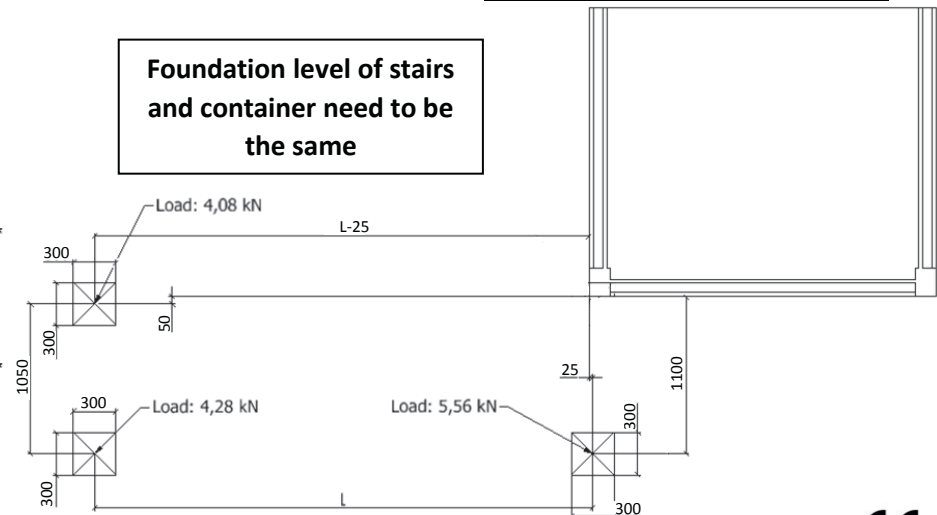 Foundation level of stairs
and container need to be
the same
Load: 4,08 kN
L-25
300
300
50
1050
25
1100
300
Load: 4,28 kN
Load: 5,56 kN
300
300
L
300